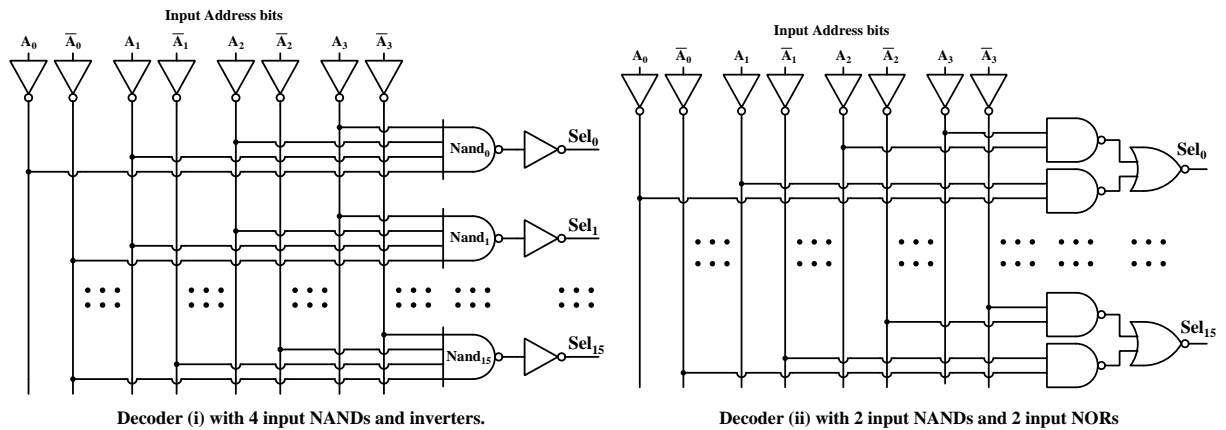 Input Address bits
A₀ A̅₀ A₁ A̅₁ A₂ A̅₂ A₃ A̅₃
Nand₀ Sel₀
Nand₁ Sel₁
Nand₁₅ Sel₁₅
Decoder (i) with 4 input NANDs and inverters.
Input Address bits
A₀ A̅₀ A₁ A̅₁ A₂ A̅₂ A₃ A̅₃
Sel₀
Sel₁₅
Decoder (ii) with 2 input NANDs and 2 input NORs